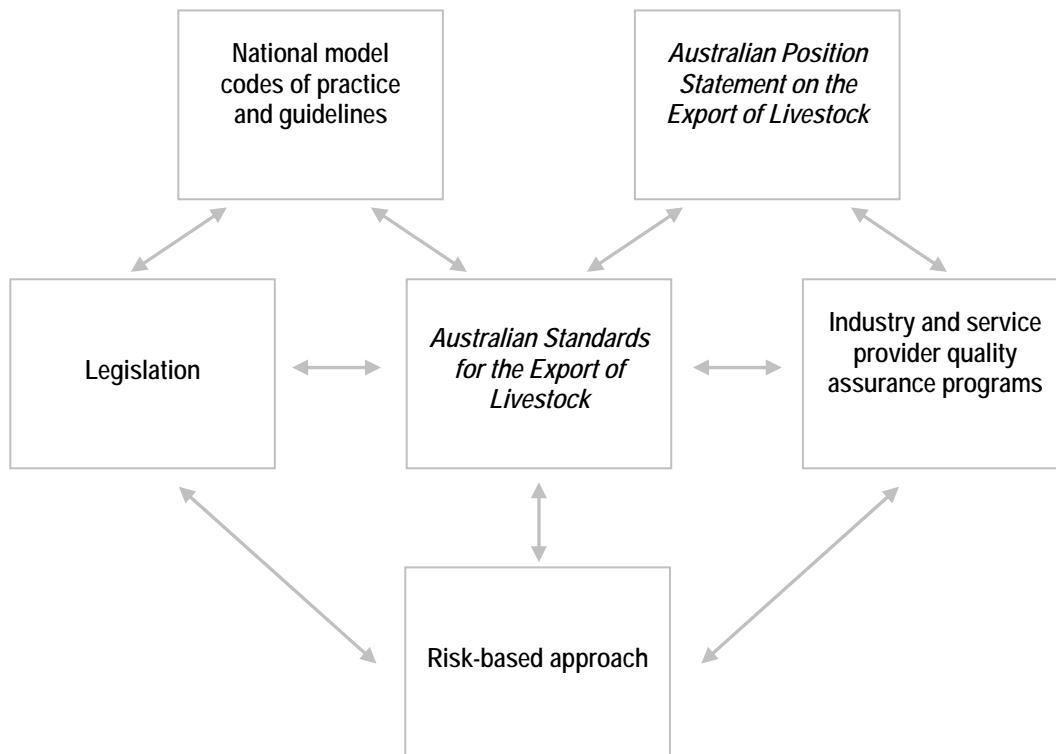 National model
codes of practice
and guidelines
Australian Position
Statement on the
Export of Livestock
Legislation
Australian Standards
for the Export of
Livestock
Industry and service
provider quality
assurance programs
Risk-based approach